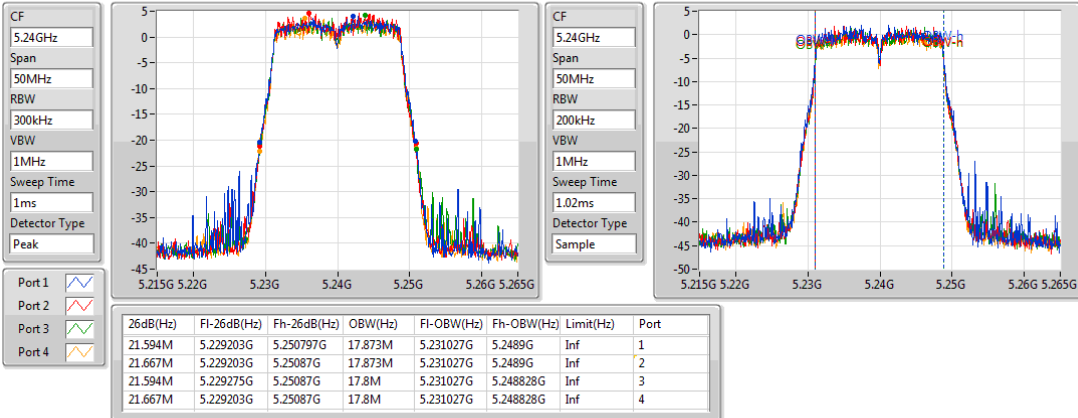 CF
5.24GHz
Span
50MHz
RBW
300kHz
VBW
1MHz
Sweep Time
1ms
Detector Type
Peak
5
0
-5
-10
-15
-20
-25
-30
-35
-40
-45
5.215G 5.22G 5.23G 5.24G 5.25G 5.26G 5.265G
CF
5.24GHz
Span
50MHz
RBW
200kHz
VBW
1MHz
Sweep Time
1.02ms
Detector Type
Sample
5
0
-5
-10
-15
-20
-25
-30
-35
-40
-45
-50
5.215G 5.22G 5.23G 5.24G 5.25G 5.26G 5.265G
Port 1
Port 2
Port 3
Port 4
26dB(Hz) Fl-26dB(Hz) Fh-26dB(Hz) OBW(Hz) Fl-OBW(Hz) Fh-OBW(Hz) Limit(Hz) Port
21.594M 5.229203G 5.250797G 17.873M 5.231027G 5.2489G Inf 1
21.667M 5.229203G 5.25087G 17.873M 5.231027G 5.2489G Inf 2
21.594M 5.229275G 5.25087G 17.8M 5.231027G 5.248828G Inf 3
21.667M 5.229203G 5.25087G 17.8M 5.231027G 5.248828G Inf 4